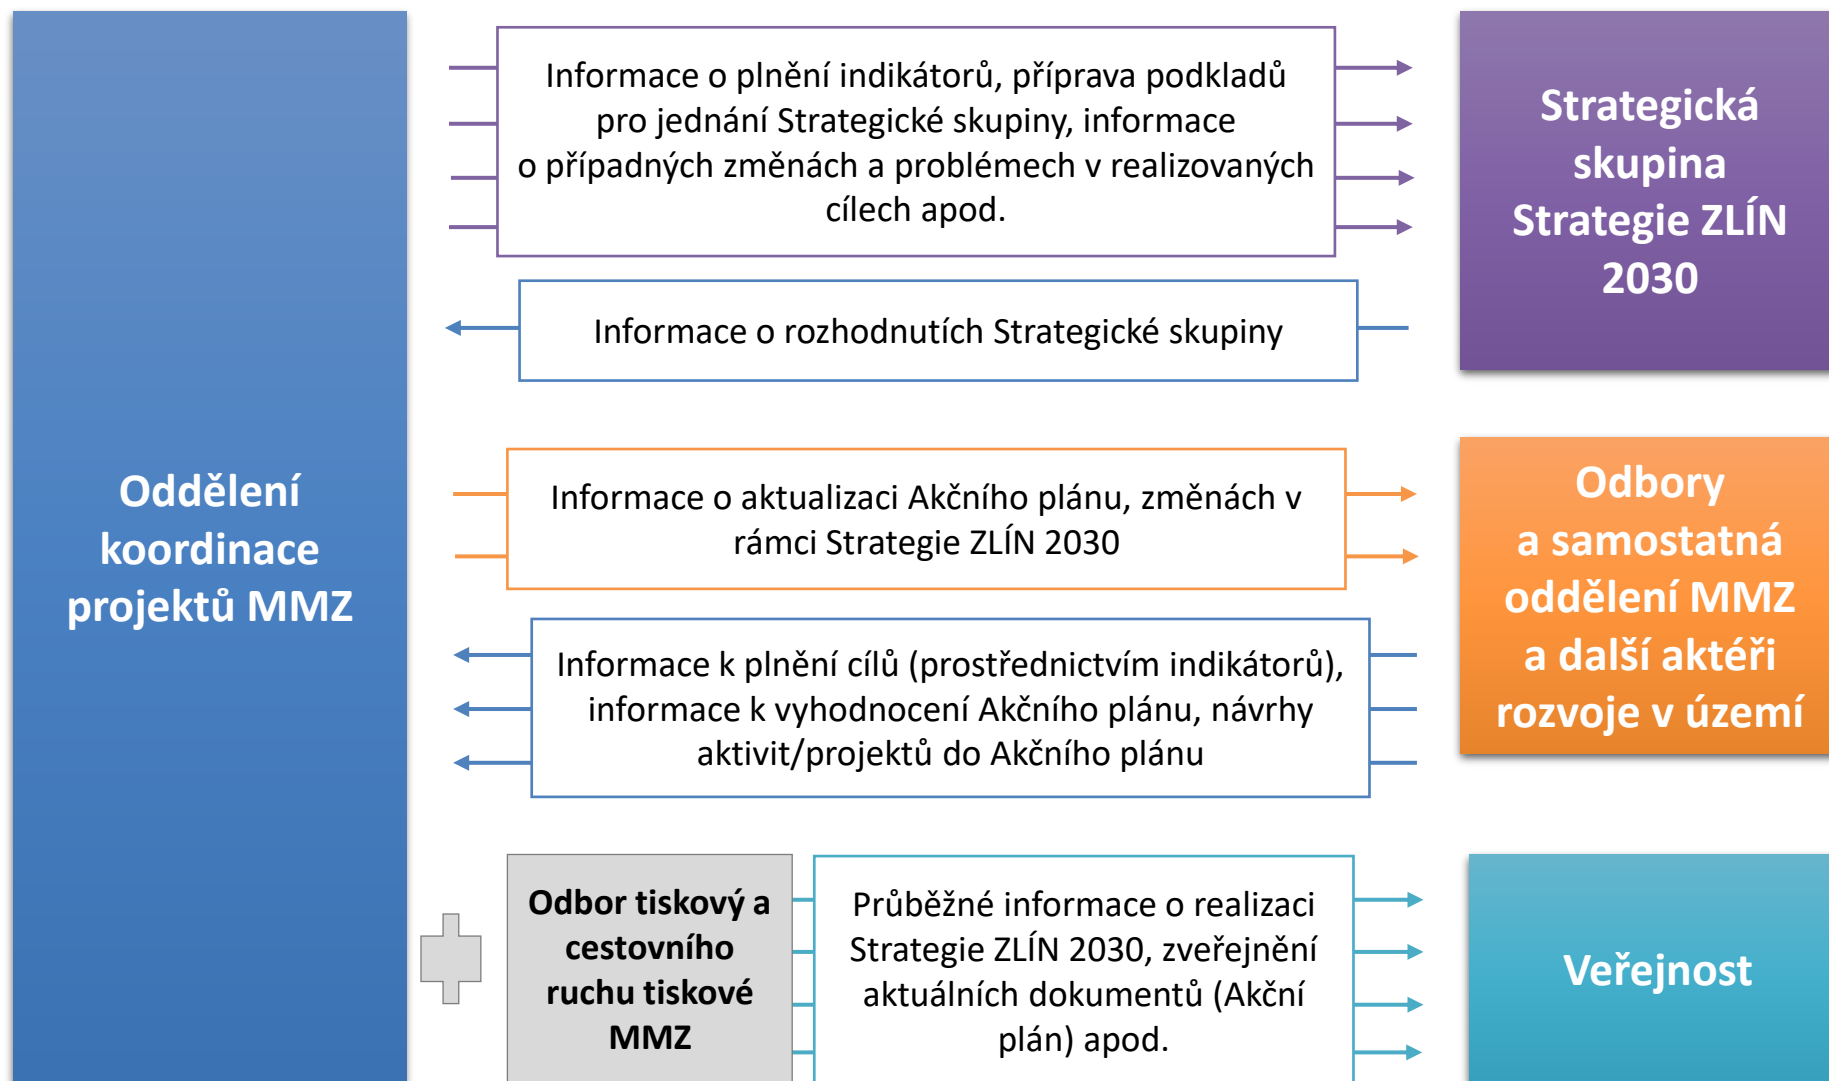 Oddělení
koordinace
projektů MMZ
Informace o plnění indikátorů, příprava podkladů
pro jednání Strategické skupiny, informace
o případných změnách a problémech v realizovaných
cílech apod.
Strategická
skupina
Strategie ZLÍN
2030
Informace o rozhodnutích Strategické skupiny
Informace o aktualizaci Akčního plánu, změnách v
rámci Strategie ZLÍN 2030
Odbory
a samostatná
oddělení MMZ
a další aktéři
rozvoje v území
Informace k plnění cílů (prostřednictvím indikátorů),
informace k vyhodnocení Akčního plánu, návrhy
aktivit/projektů do Akčního plánu
Odbor tiskový a
cestovního
ruchu tiskové
MMZ
Průběžné informace o realizaci
Strategie ZLÍN 2030, zveřejnění
aktuálních dokumentů (Akční
plán) apod.
Veřejnost